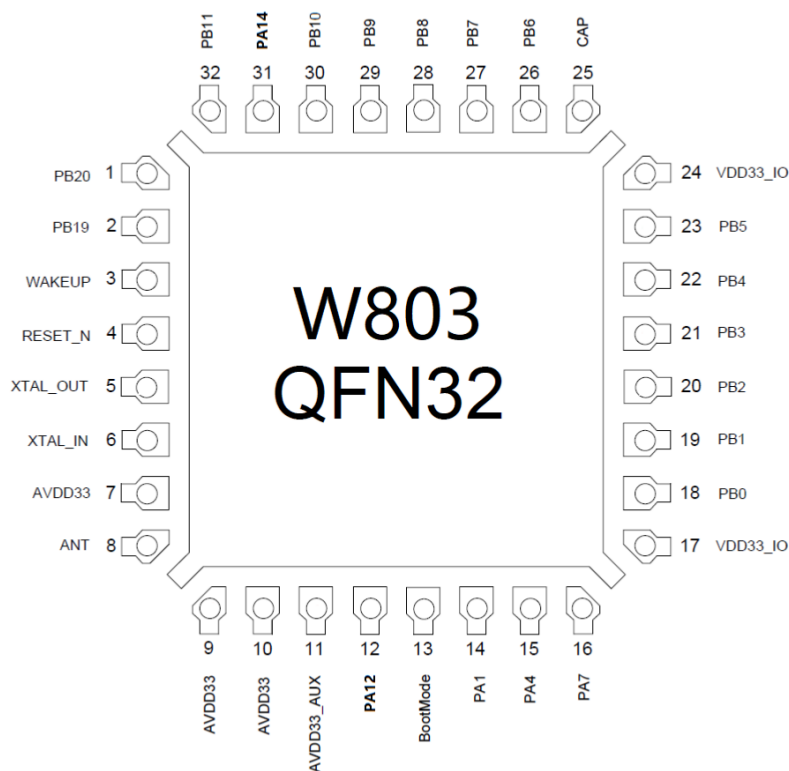 PB11 PA14 PB10 PB9 PB8 PB7 PB6 CAP
32 31 30 29 28 27 26 25
PB20 1
PB19 2
WAKEUP 3
RESET_N 4
XTAL_OUT 5
XTAL_IN 6
AVDD33 7
ANT 8
W803
QFN32
24 VDD33_IO
23 PB5
22 PB4
21 PB3
20 PB2
19 PB1
18 PB0
17 VDD33_IO
9 10 11 12 13 14 15 16
AVDD33 AVDD33 AVDD33_AUX PA12 BootMode PA1 PA4 PA7